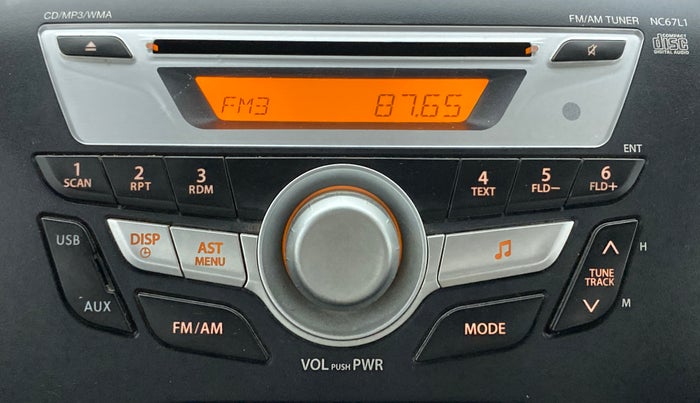 CD/MP3/WMA
FM/AM TUNER NC67L1
COMPACT
disc
DIGITAL AUDIO
FM3 87.65
ENT
1
SCAN
2
RPT
3
RDM
4
TEXT
5
FLD−
6
FLD+
USB
AUX
DISP
AST
MENU
H
TUNE
TRACK
M
FM/AM
MODE
VOL PUSH PWR